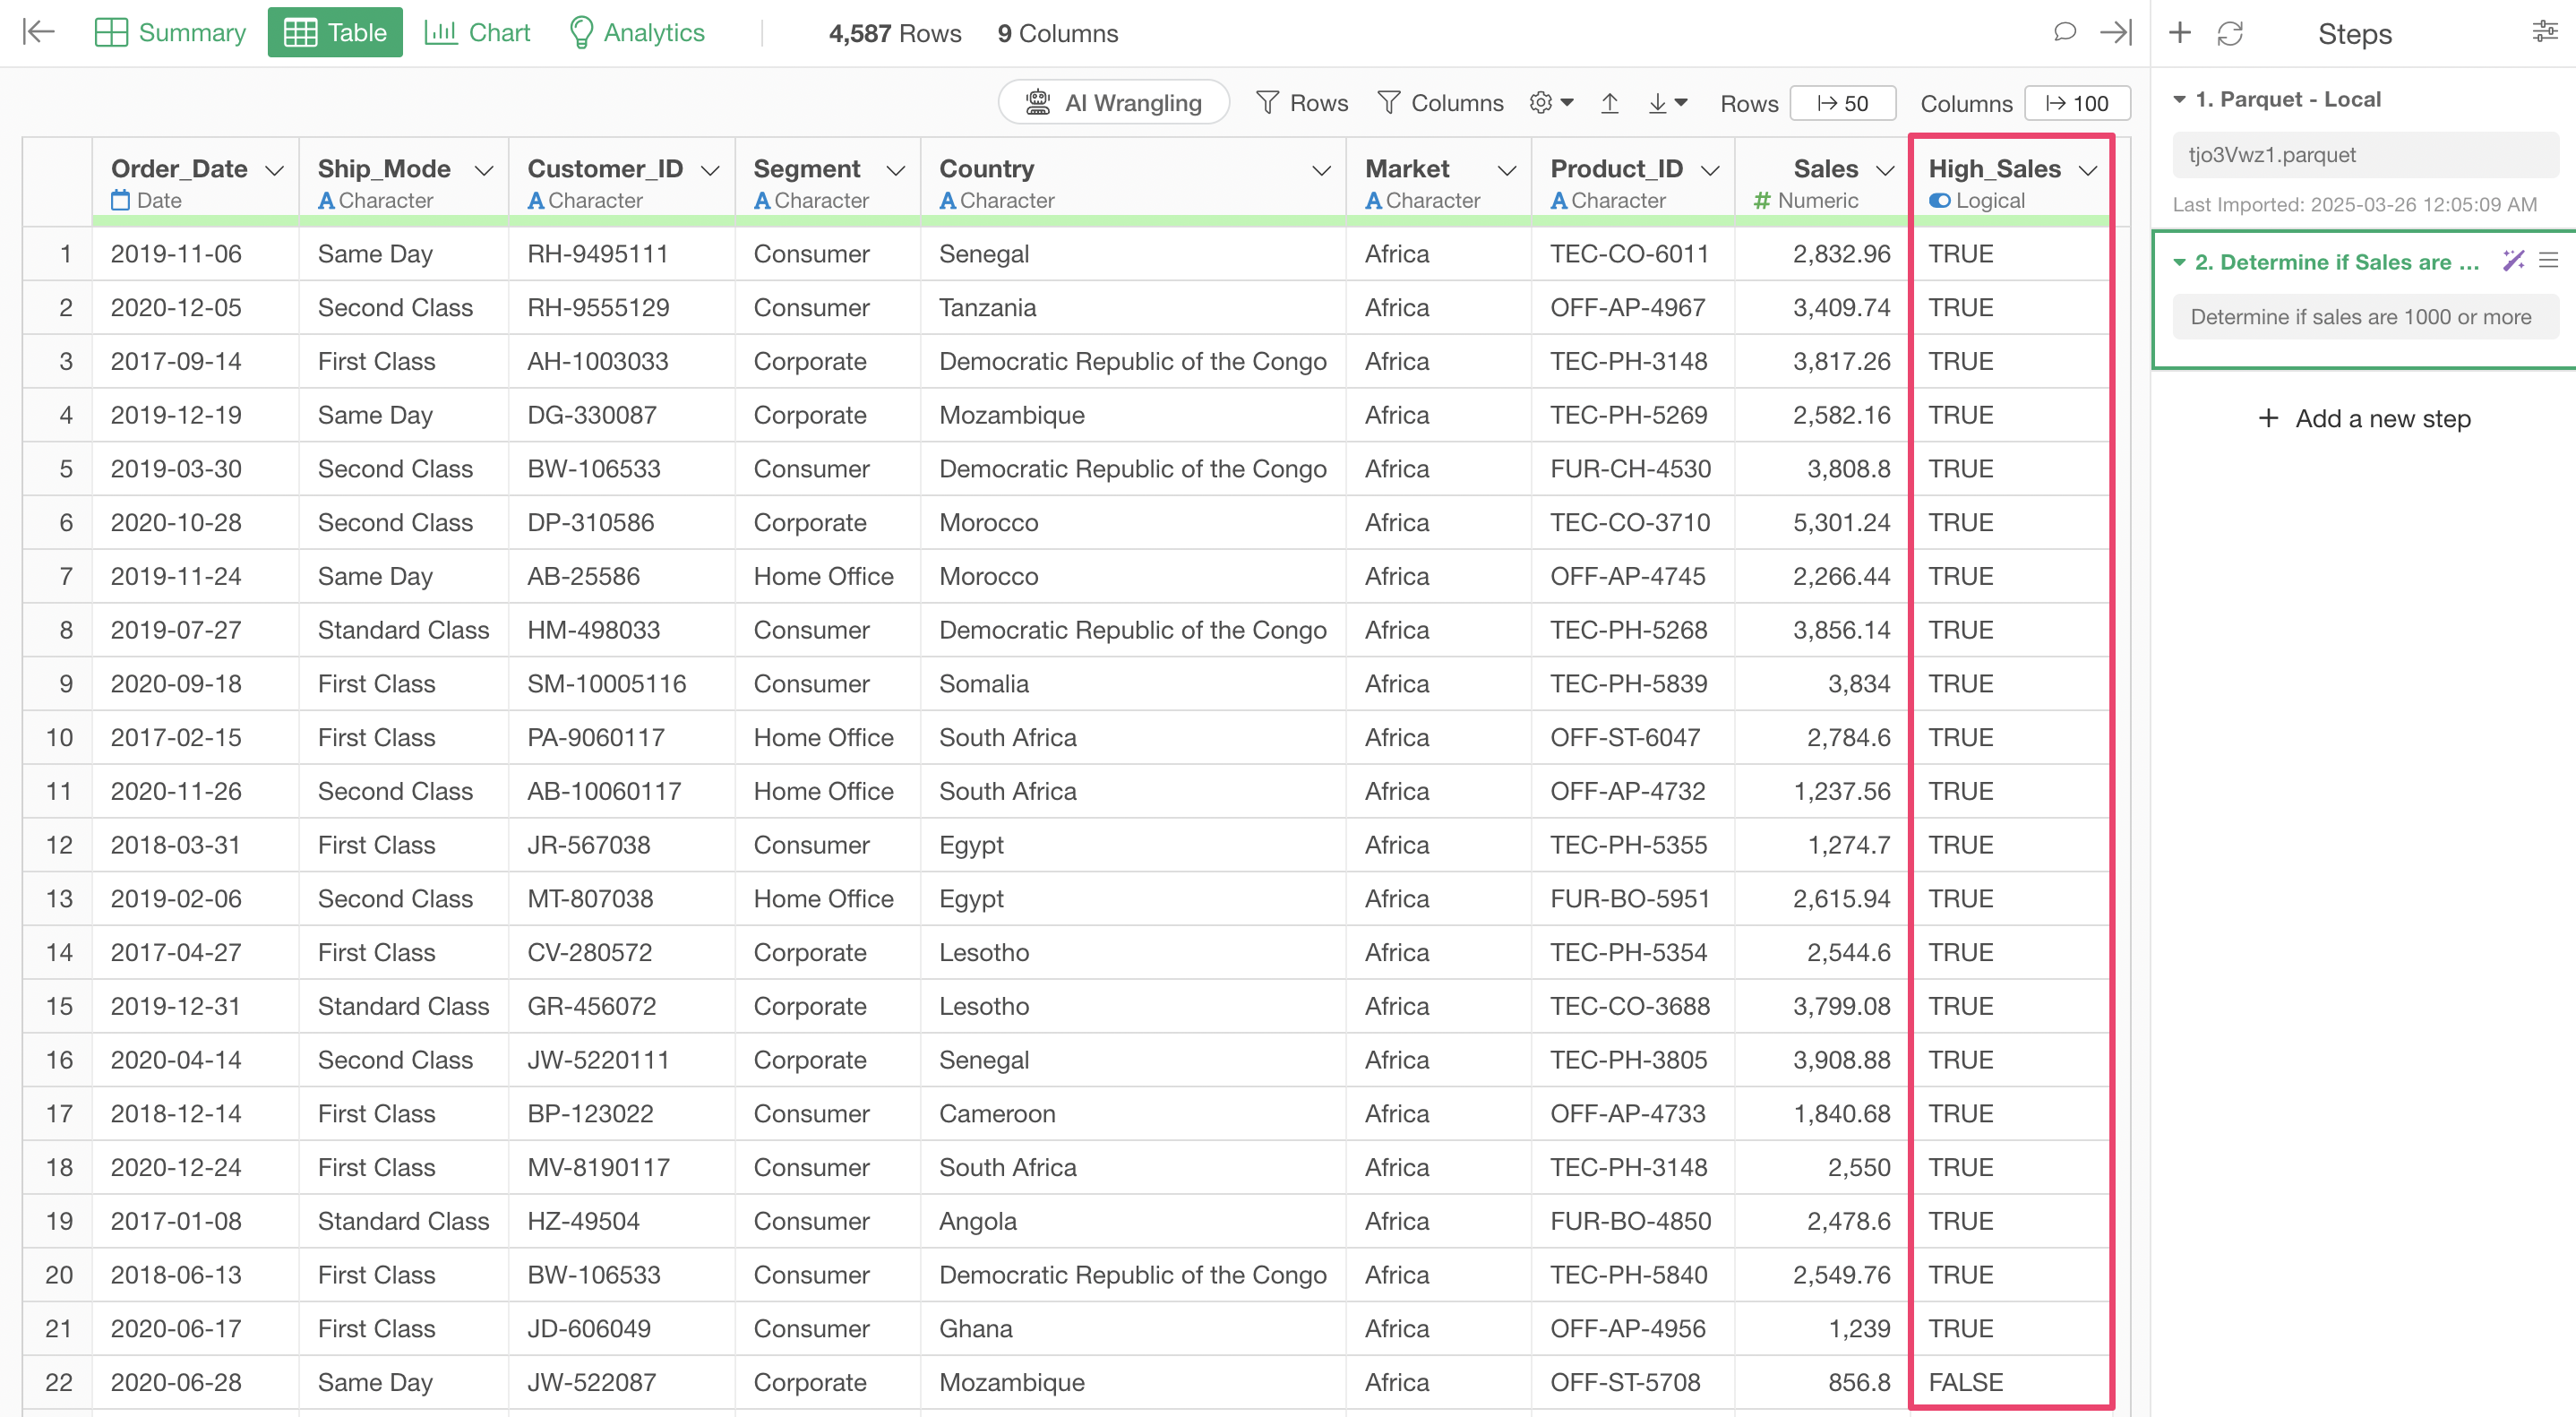 Summary Table Chart Analytics 4,587 Rows 9 Columns Steps
AI Wrangling Rows Columns Rows 50 Columns 100
1. Parquet - Local
tjo3Vwz1.parquet
Last Imported: 2025-03-26 12:05:09 AM
2. Determine if Sales are ...
Determine if sales are 1000 or more
+ Add a new step
Order_Date Ship_Mode Customer_ID Segment Country Market Product_ID Sales High_Sales
Date A Character A Character A Character A Character A Character A Character # Numeric Logical
1 2019-11-06 Same Day RH-9495111 Consumer Senegal Africa TEC-CO-6011 2,832.96 TRUE
2 2020-12-05 Second Class RH-9555129 Consumer Tanzania Africa OFF-AP-4967 3,409.74 TRUE
3 2017-09-14 First Class AH-1003033 Corporate Democratic Republic of the Congo Africa TEC-PH-3148 3,817.26 TRUE
4 2019-12-19 Same Day DG-330087 Corporate Mozambique Africa TEC-PH-5269 2,582.16 TRUE
5 2019-03-30 Second Class BW-106533 Consumer Democratic Republic of the Congo Africa FUR-CH-4530 3,808.8 TRUE
6 2020-10-28 Second Class DP-310586 Corporate Morocco Africa TEC-CO-3710 5,301.24 TRUE
7 2019-11-24 Same Day AB-25586 Home Office Morocco Africa OFF-AP-4745 2,266.44 TRUE
8 2019-07-27 Standard Class HM-498033 Consumer Democratic Republic of the Congo Africa TEC-PH-5268 3,856.14 TRUE
9 2020-09-18 First Class SM-10005116 Consumer Somalia Africa TEC-PH-5839 3,834 TRUE
10 2017-02-15 First Class PA-9060117 Home Office South Africa Africa OFF-ST-6047 2,784.6 TRUE
11 2020-11-26 Second Class AB-10060117 Home Office South Africa Africa OFF-AP-4732 1,237.56 TRUE
12 2018-03-31 First Class JR-567038 Consumer Egypt Africa TEC-PH-5355 1,274.7 TRUE
13 2019-02-06 Second Class MT-807038 Home Office Egypt Africa FUR-BO-5951 2,615.94 TRUE
14 2017-04-27 First Class CV-280572 Corporate Lesotho Africa TEC-PH-5354 2,544.6 TRUE
15 2019-12-31 Standard Class GR-456072 Corporate Lesotho Africa TEC-CO-3688 3,799.08 TRUE
16 2020-04-14 Second Class JW-5220111 Corporate Senegal Africa TEC-PH-3805 3,908.88 TRUE
17 2018-12-14 First Class BP-123022 Consumer Cameroon Africa OFF-AP-4733 1,840.68 TRUE
18 2020-12-24 First Class MV-8190117 Consumer South Africa Africa TEC-PH-3148 2,550 TRUE
19 2017-01-08 Standard Class HZ-49504 Consumer Angola Africa FUR-BO-4850 2,478.6 TRUE
20 2018-06-13 First Class BW-106533 Consumer Democratic Republic of the Congo Africa TEC-PH-5840 2,549.76 TRUE
21 2020-06-17 First Class JD-606049 Consumer Ghana Africa OFF-AP-4956 1,239 TRUE
22 2020-06-28 Same Day JW-522087 Corporate Mozambique Africa OFF-ST-5708 856.8 FALSE